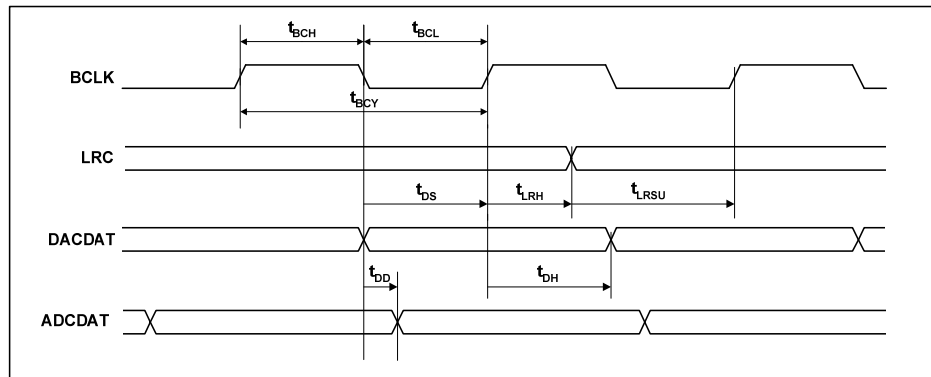 tBCH
tBCL
BCLK
tBCY
LRC
tDS
tLRH
tLRSU
DACDAT
tDD
tDH
ADCDAT